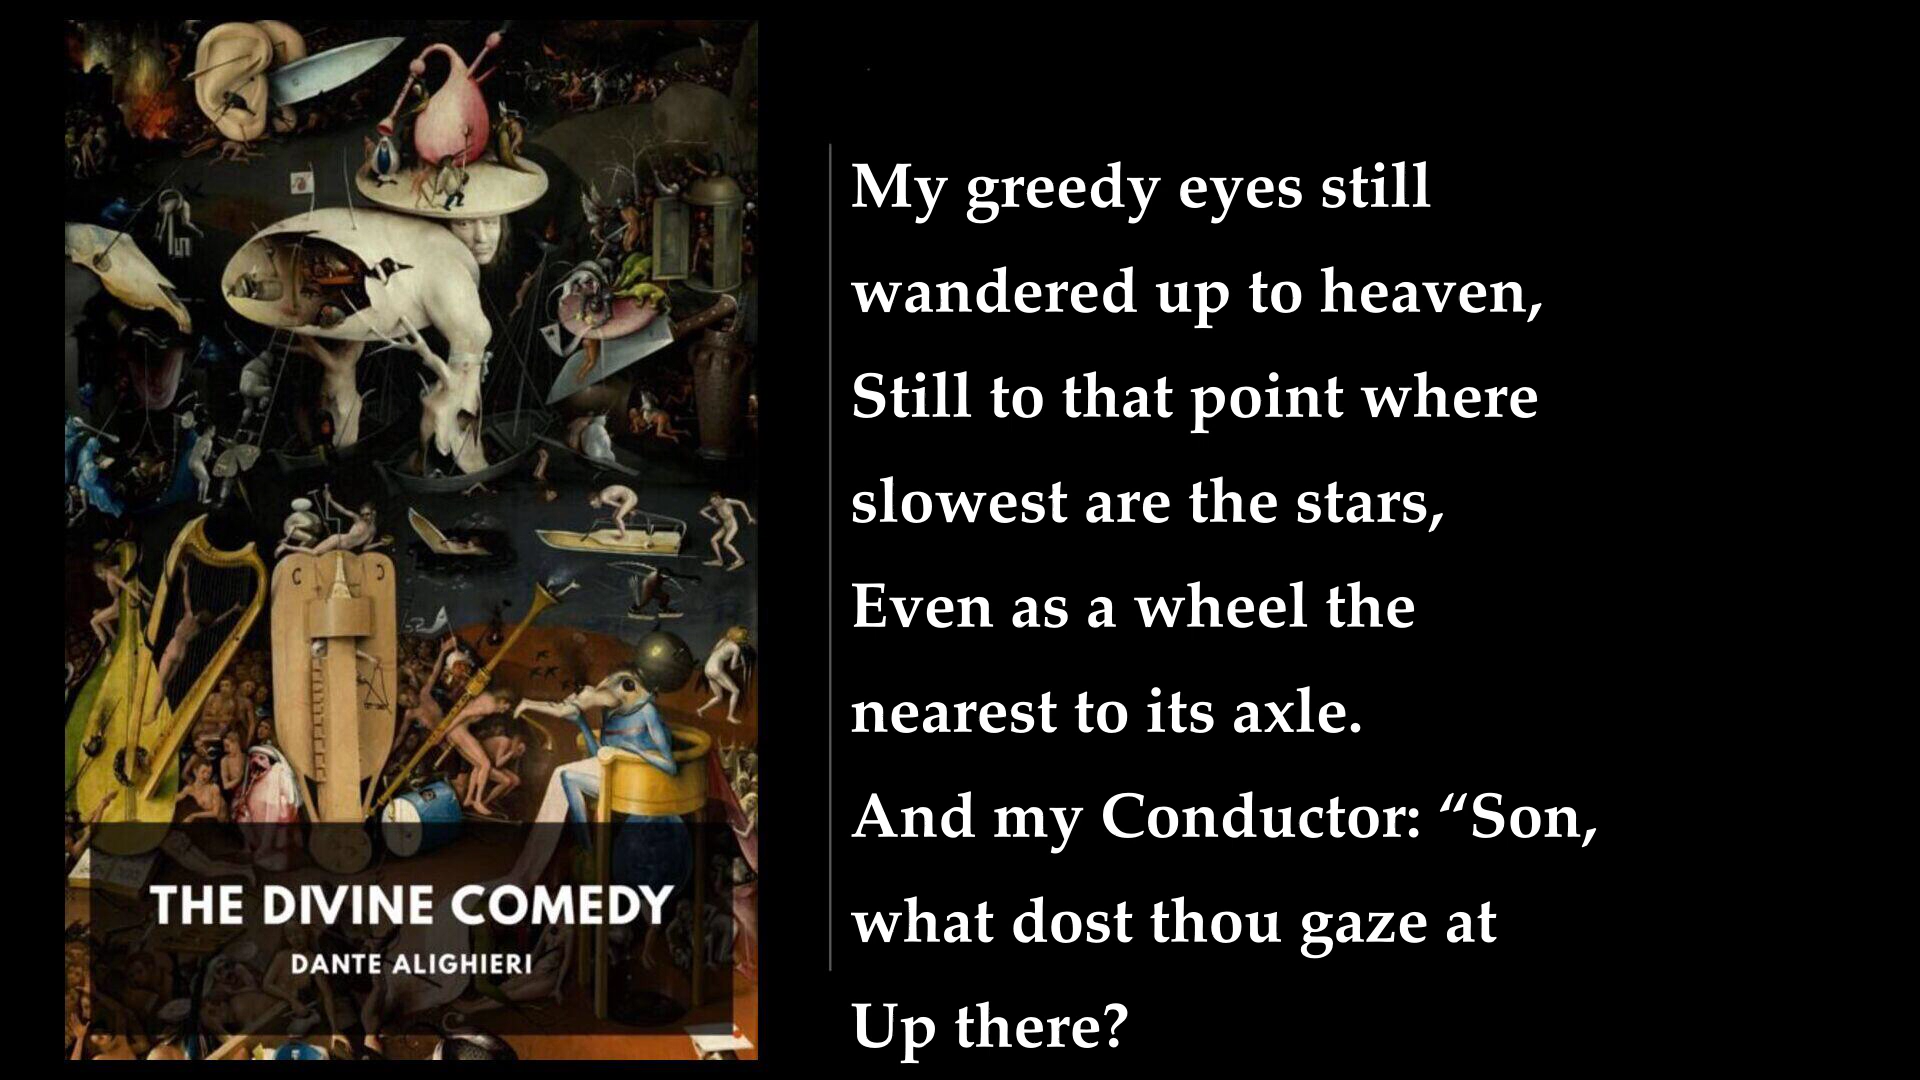 THE DIVINE COMEDY
DANTE ALIGHIERI
My greedy eyes still
wandered up to heaven,
Still to that point where
slowest are the stars,
Even as a wheel the
nearest to its axle.
And my Conductor: “Son,
what dost thou gaze at
Up there?